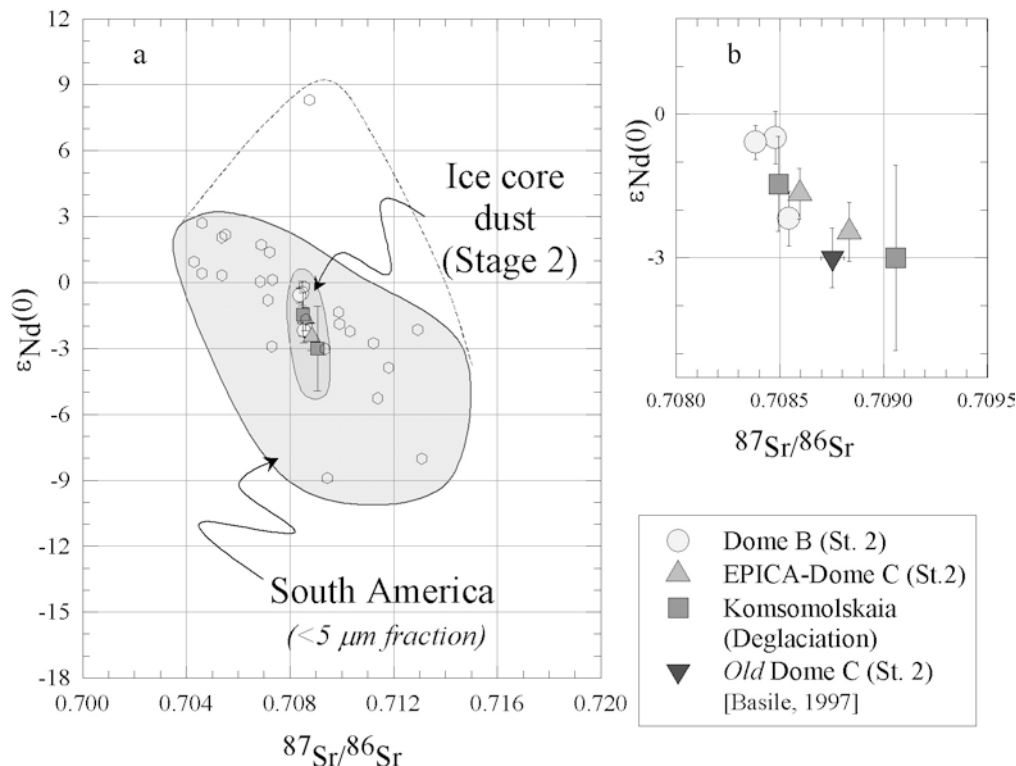 a
12
9
6
3
0
-3
-6
-9
-12
-15
-18
εNd(0)
Ice core
dust
(Stage 2)
South America
(<5 μm fraction)
0.700
0.704
0.708
0.712
0.716
0.720
87Sr/86Sr
b
0
-3
εNd(0)
0.7080
0.7085
0.7090
0.7095
87Sr/86Sr
Dome B (St. 2)
EPICA-Dome C (St.2)
Komsomolskaia
(Deglaciation)
Old Dome C (St. 2)
[Basile, 1997]